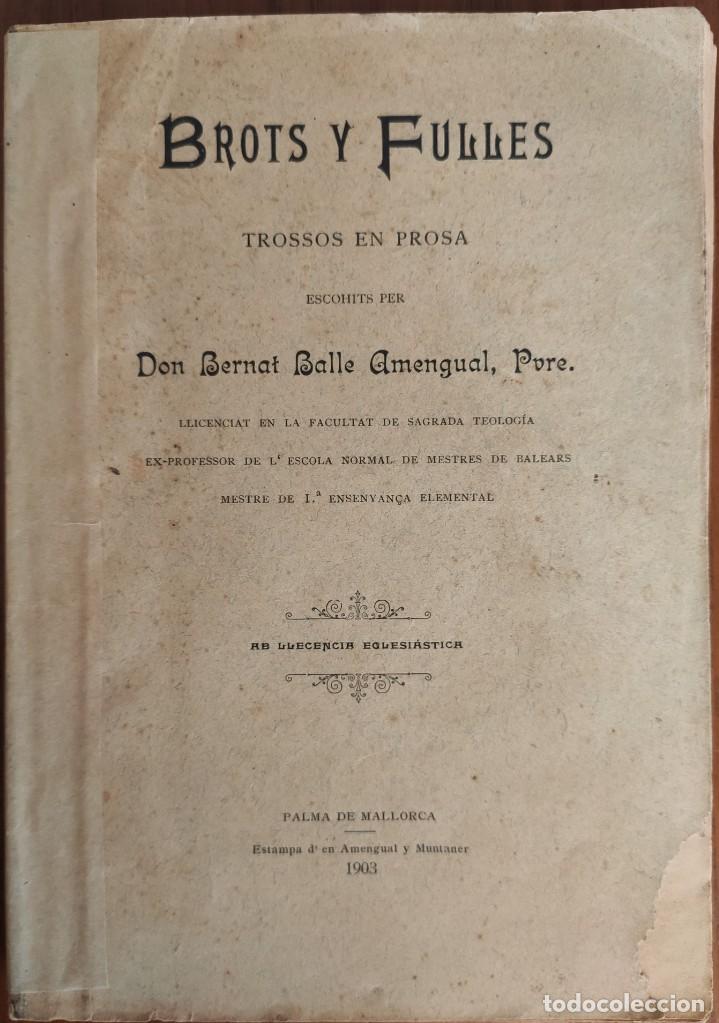 BROTS Y FULLES
TROSSOS EN PROSA
ESCOHITS PER
Don Bernat Balle Amengual, Pvre.
LLICENCIAT EN LA FACULTAT DE SAGRADA TEOLOGÍA
EX-PROFESSOR DE L' ESCOLA NORMAL DE MESTRES DE BALEARS
MESTRE DE I.ª ENSENYANÇA ELEMENTAL
AB LLECENCIA EGLESIÁSTICA
PALMA DE MALLORCA
Estampa d' en Amengual y Muntaner
1903
todocoleccion